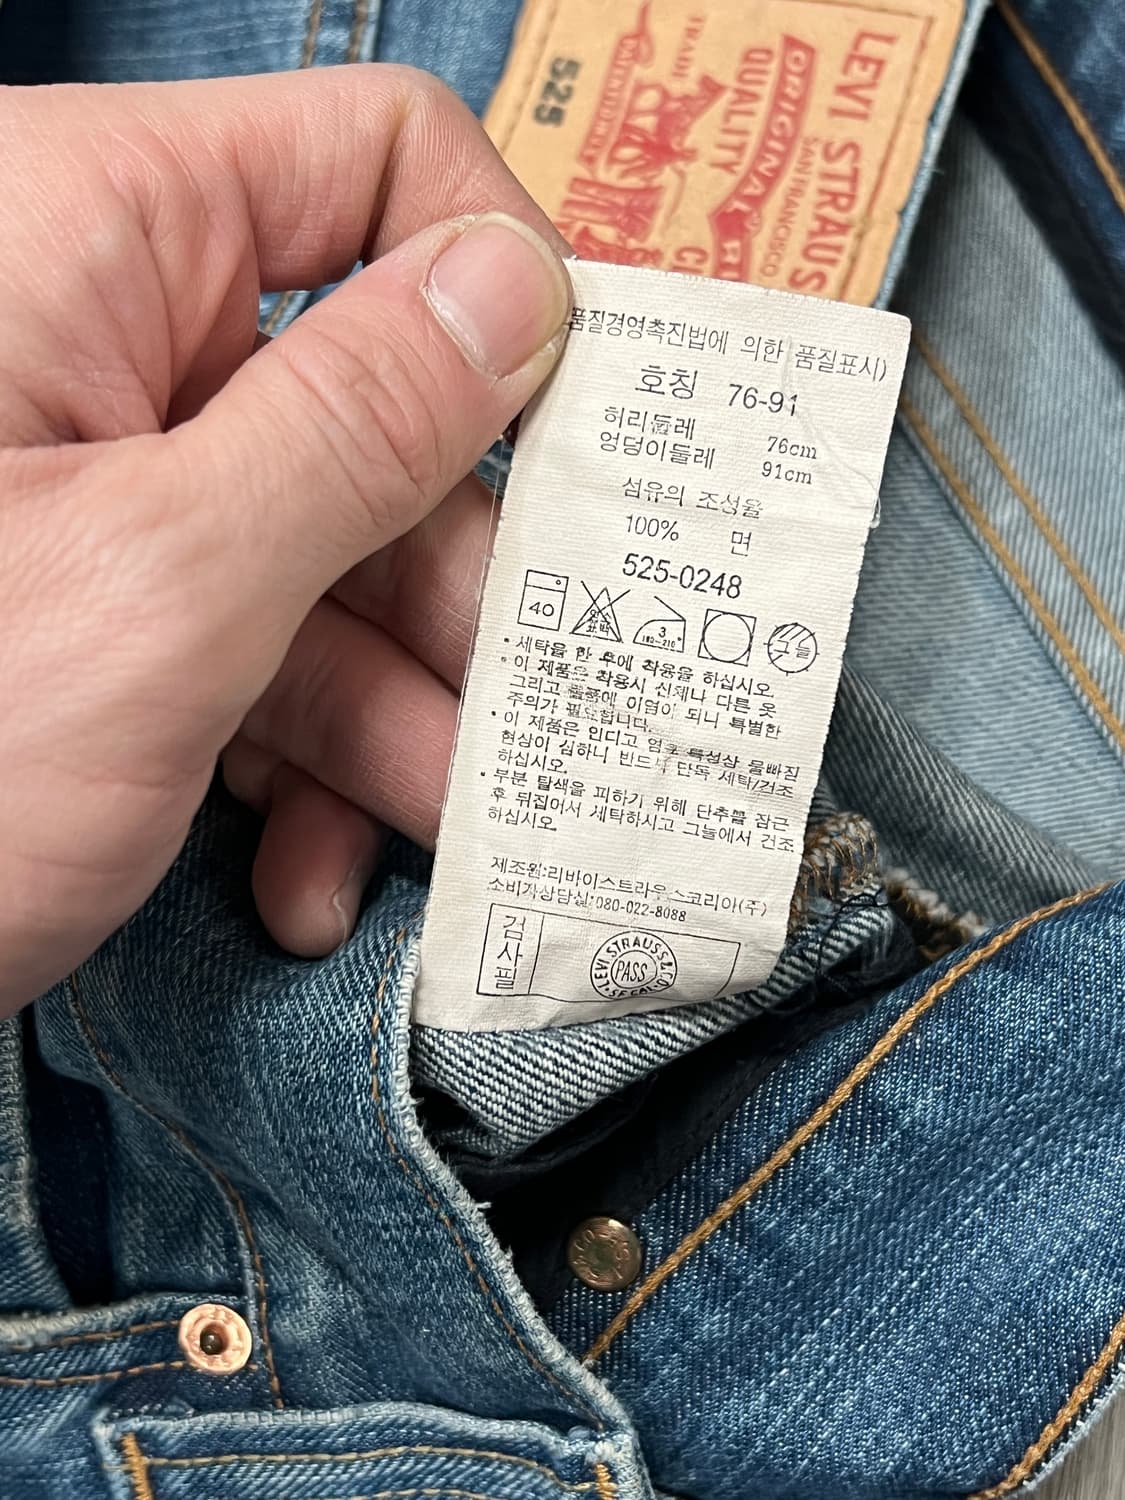 LEVI STRAUSS
SAN FRANCISCO
ORIGINAL
QUALITY
TRADE
525
품질경영촉진법에 의한 품질표시)
호칭 76-91
허리둘레 76cm
엉덩이둘레 91cm
섬유의 조성율
100% 면
525-0248
40
3
180~210°
그늘
• 세탁을 한 후에 착용을 하십시오.
• 이 제품은 착용시 신체나 다른 옷
그리고 물품에 이염이 되니 특별한
주의가 필요합니다.
• 이 제품은 인디고 염료 특성상 물빠짐
현상이 심하니 반드시 단독 세탁/건조
하십시오.
• 부분 탈색을 피하기 위해 단추를 잠근
후 뒤집어서 세탁하시고 그늘에서 건조
하십시오.
제조원:리바이스트라우스코리아(주)
소비자상담실:080-022-8088
검사필
LEVI STRAUSS & CO.
PASS